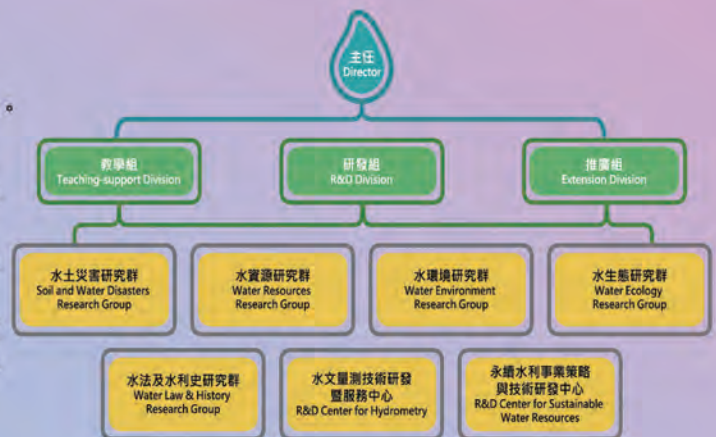 主任
Director
教學組
Teaching-support Division
研發組
R&D Division
推廣組
Extension Division
水土災害研究群
Soil and Water Disasters
Research Group
水資源研究群
Water Resources
Research Group
水環境研究群
Water Environment
Research Group
水生態研究群
Water Ecology
Research Group
水法及水利史研究群
Water Law & History
Research Group
水文量測技術研發
暨服務中心
R&D Center for Hydrometry
永續水利事業策略
與技術研發中心
R&D Center for Sustainable
Water Resources